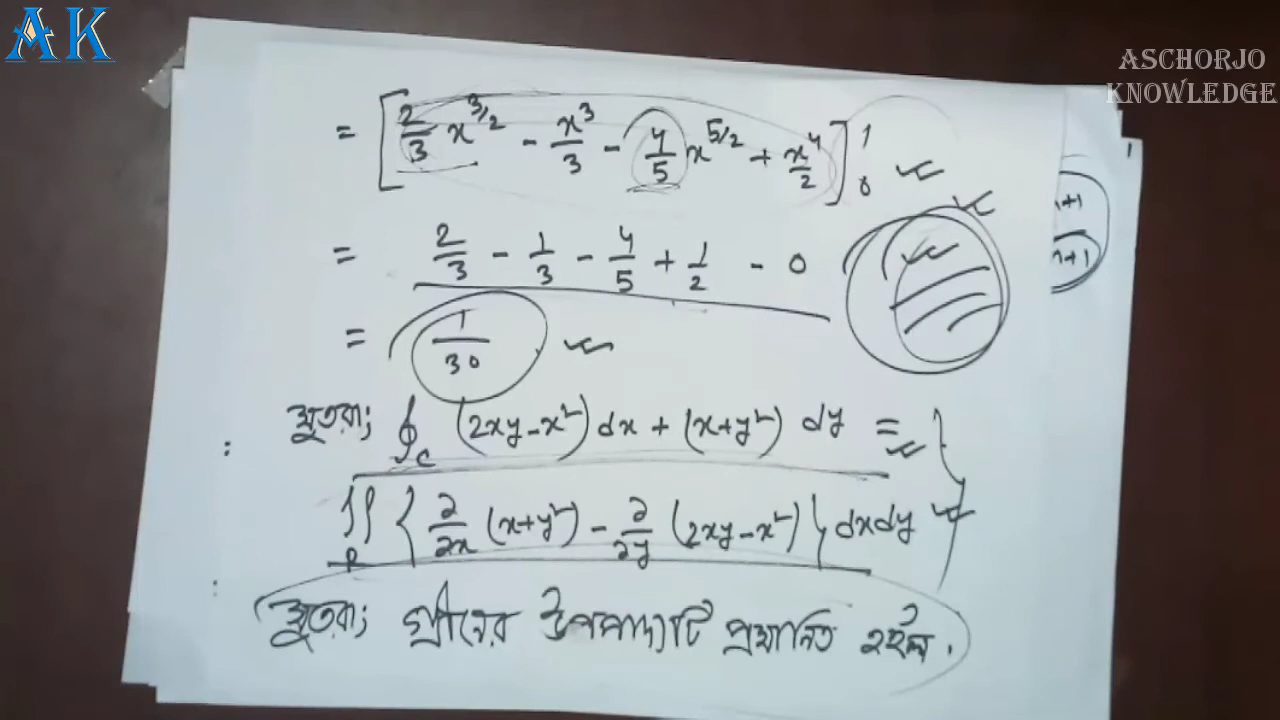 AK
ASCHORJO
KNOWLEDGE
= [2/3 x^{3/2} - x^3/3 - 4/5 x^{5/2} + x^4/2]_0^1
n+1
n+1
= 2/3 - 1/3 - 4/5 + 1/2 - 0
= 1/30
সুতরাং ∮_C (2xy-x²)dx + (x+y²) dy =
∬_R {∂/∂x (x+y²) - ∂/∂y (2xy-x²)} dxdy
সুতরাং গ্রীনের উপপাদ্যটি প্রমানিত হইল.